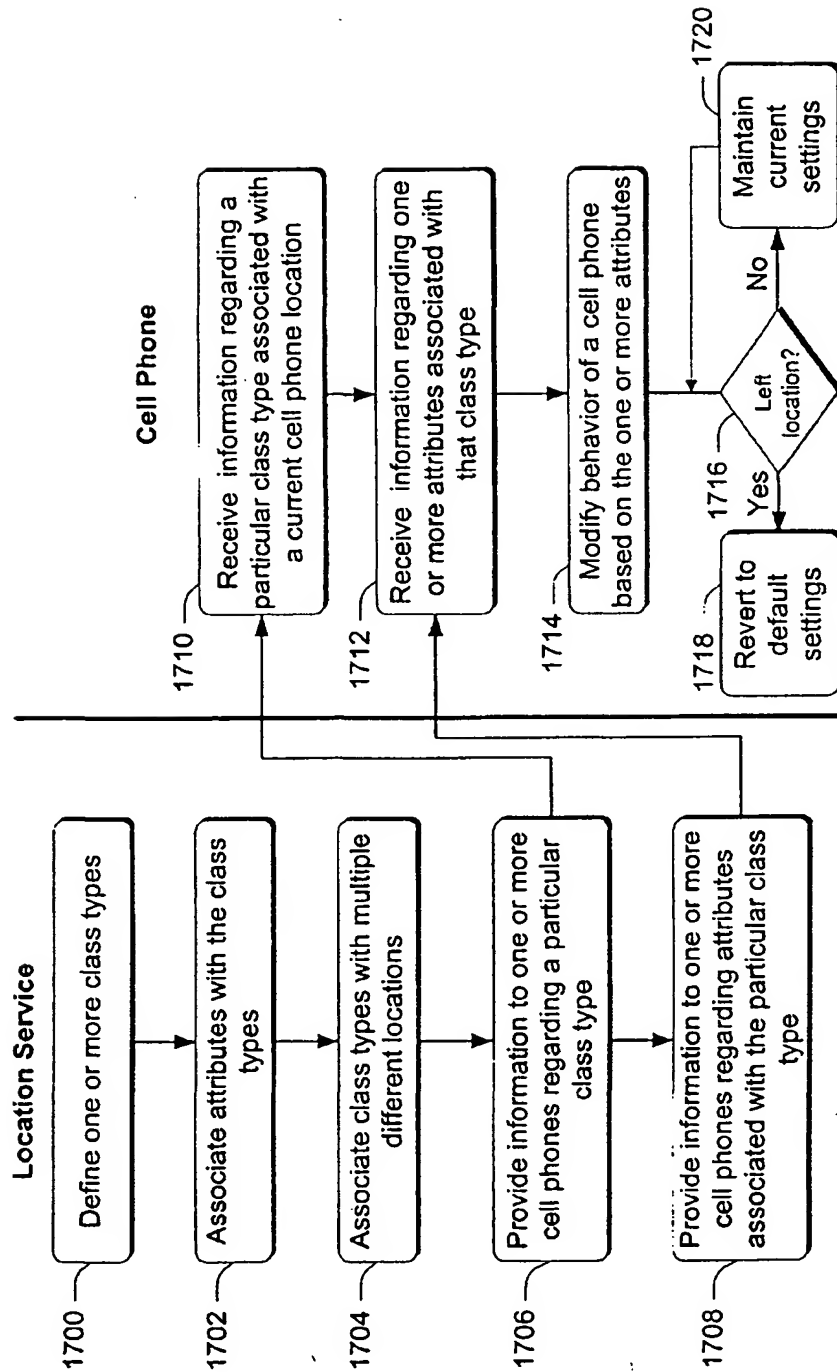 Location Service
1700
Define one or more class types
1702
Associate attributes with the class
types
1704
Associate class types with multiple
different locations
1706
Provide information to one or more
cell phones regarding a particular
class type
1708
Provide information to one or more
cell phones regarding attributes
associated with the particular class
type
Cell Phone
1710
Receive information regarding a
particular class type associated with
a current cell phone location
1712
Receive information regarding one
or more attributes associated with
that class type
1714
Modify behavior of a cell phone
based on the one or more attributes
1716
Left
location?
Yes
No
1718
Revert to
default
settings
1720
Maintain
current
settings